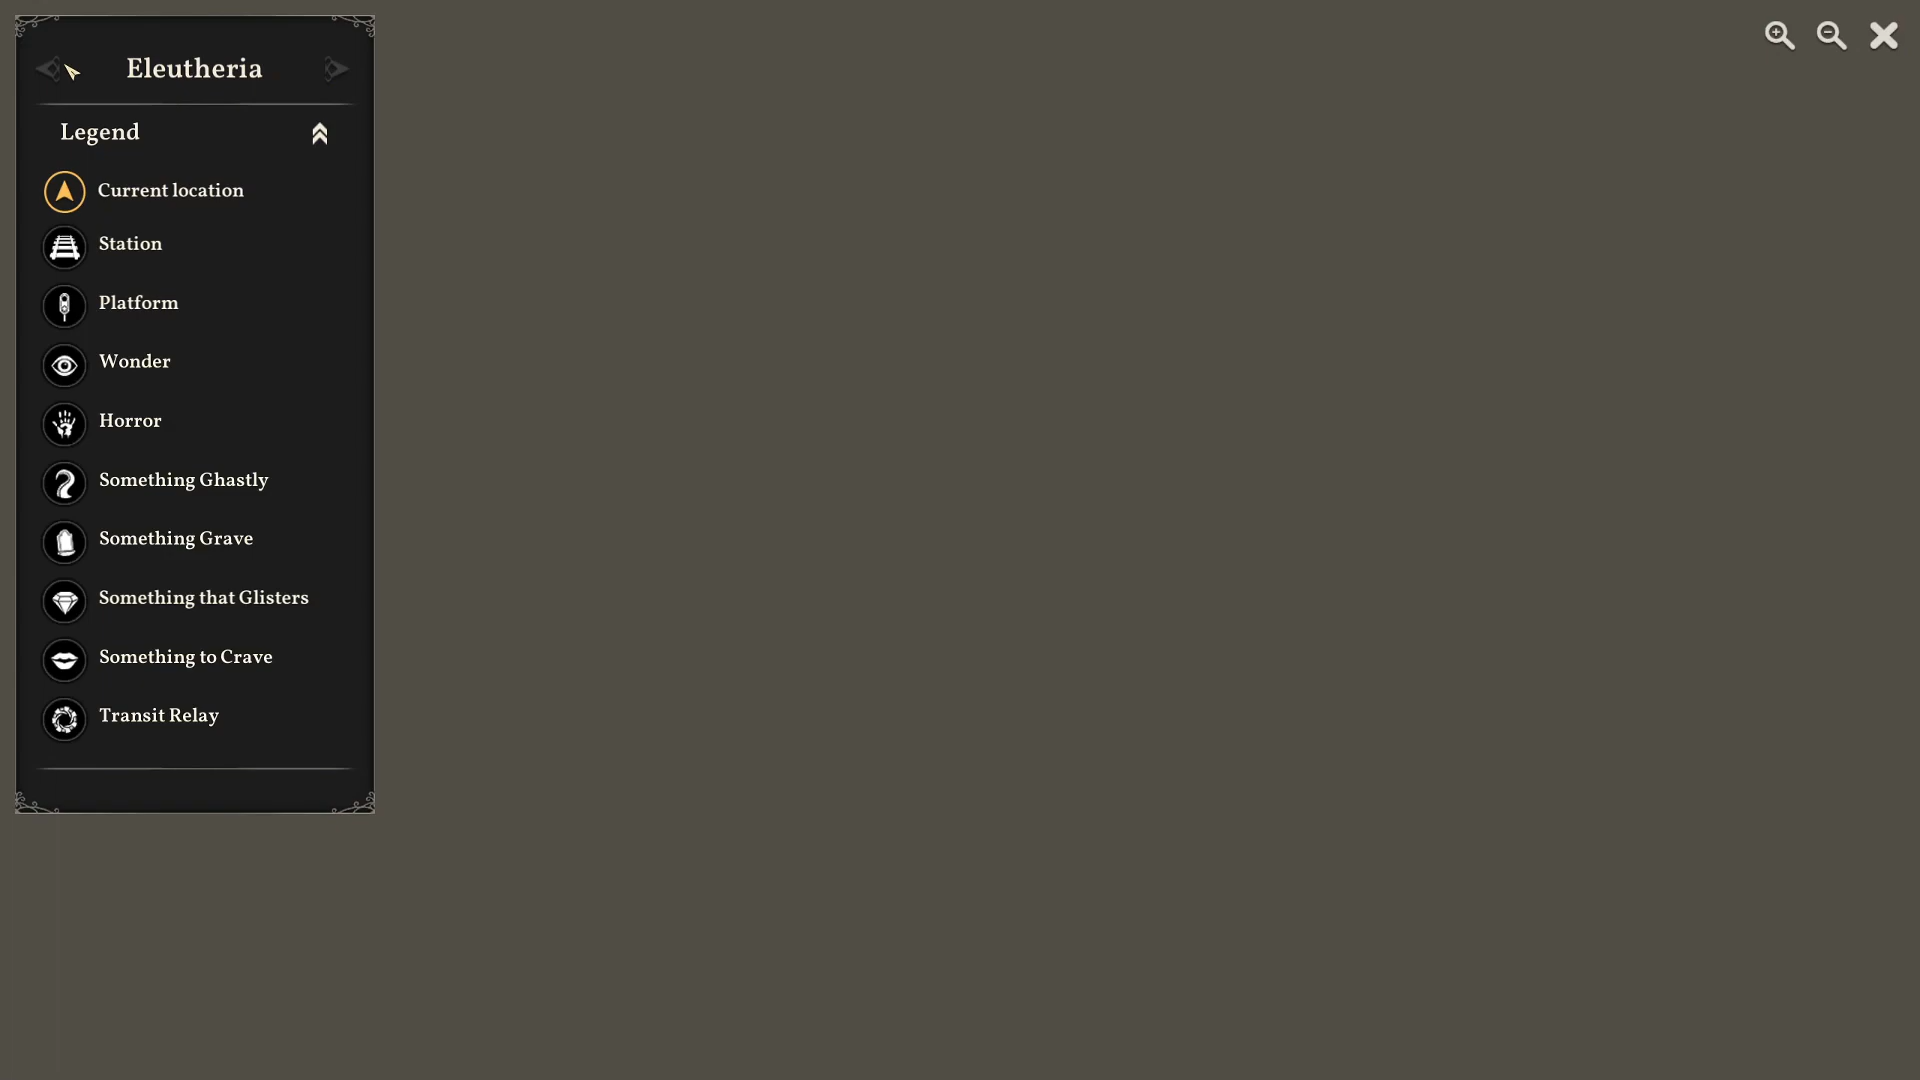 Eleutheria
Legend
Current location
Station
Platform
Wonder
Horror
Something Ghastly
Something Grave
Something that Glisters
Something to Crave
Transit Relay